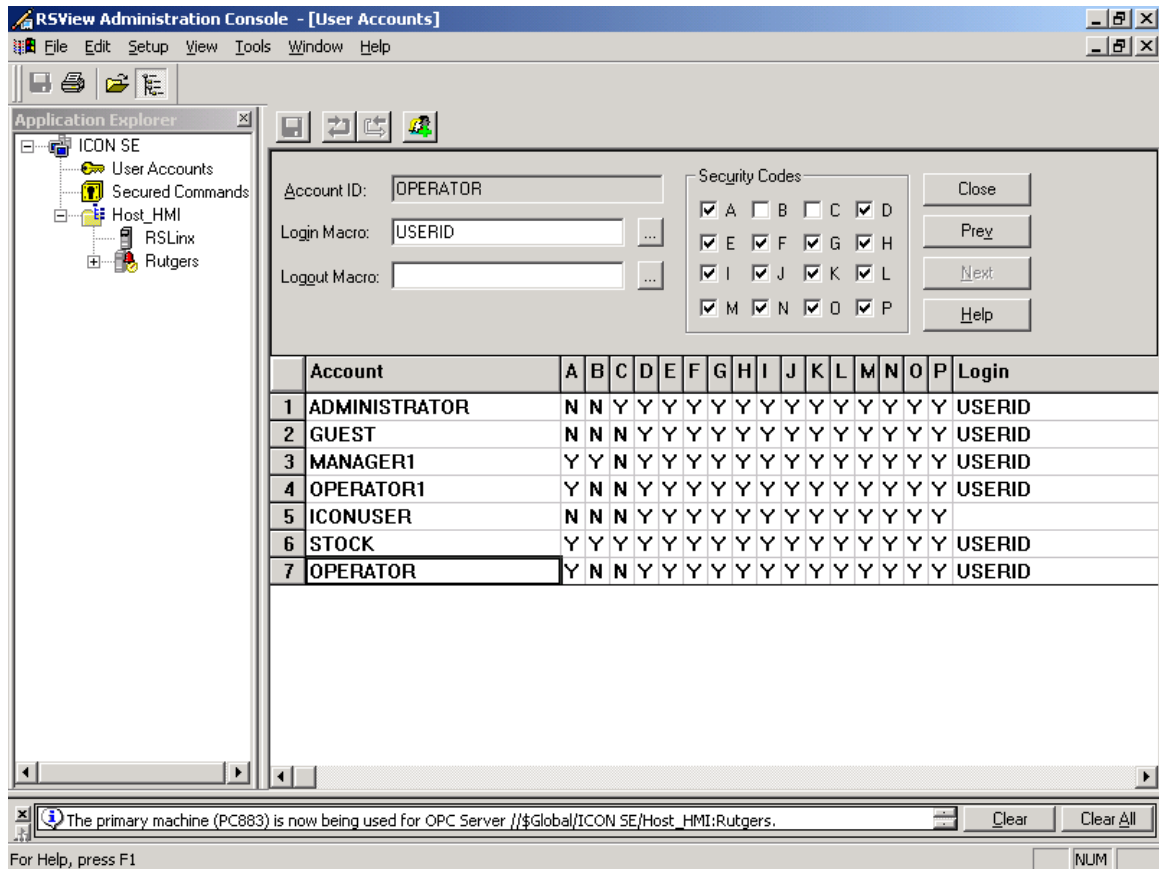 RSView Administration Console - [User Accounts]
File Edit Setup View Tools Window Help
Application Explorer
ICON SE
User Accounts
Secured Commands
Host_HMI
RSLinx
Rutgers
Account ID: OPERATOR
Login Macro: USERID ...
Logout Macro: ...
Security Codes
A B C D
E F G H
I J K L
M N O P
Close
Prev
Next
Help
Account A B C D E F G H I J K L M N O P Login
1 ADMINISTRATOR N N Y Y Y Y Y Y Y Y Y Y Y Y Y Y USERID
2 GUEST N N N Y Y Y Y Y Y Y Y Y Y Y Y Y USERID
3 MANAGER1 Y Y N Y Y Y Y Y Y Y Y Y Y Y Y Y USERID
4 OPERATOR1 Y N N Y Y Y Y Y Y Y Y Y Y Y Y Y USERID
5 ICONUSER N N N Y Y Y Y Y Y Y Y Y Y Y Y Y
6 STOCK Y Y Y Y Y Y Y Y Y Y Y Y Y Y Y Y USERID
7 OPERATOR Y N N Y Y Y Y Y Y Y Y Y Y Y Y Y USERID
The primary machine (PC883) is now being used for OPC Server //$Global/ICON SE/Host_HMI:Rutgers. Clear Clear All
For Help, press F1 NUM